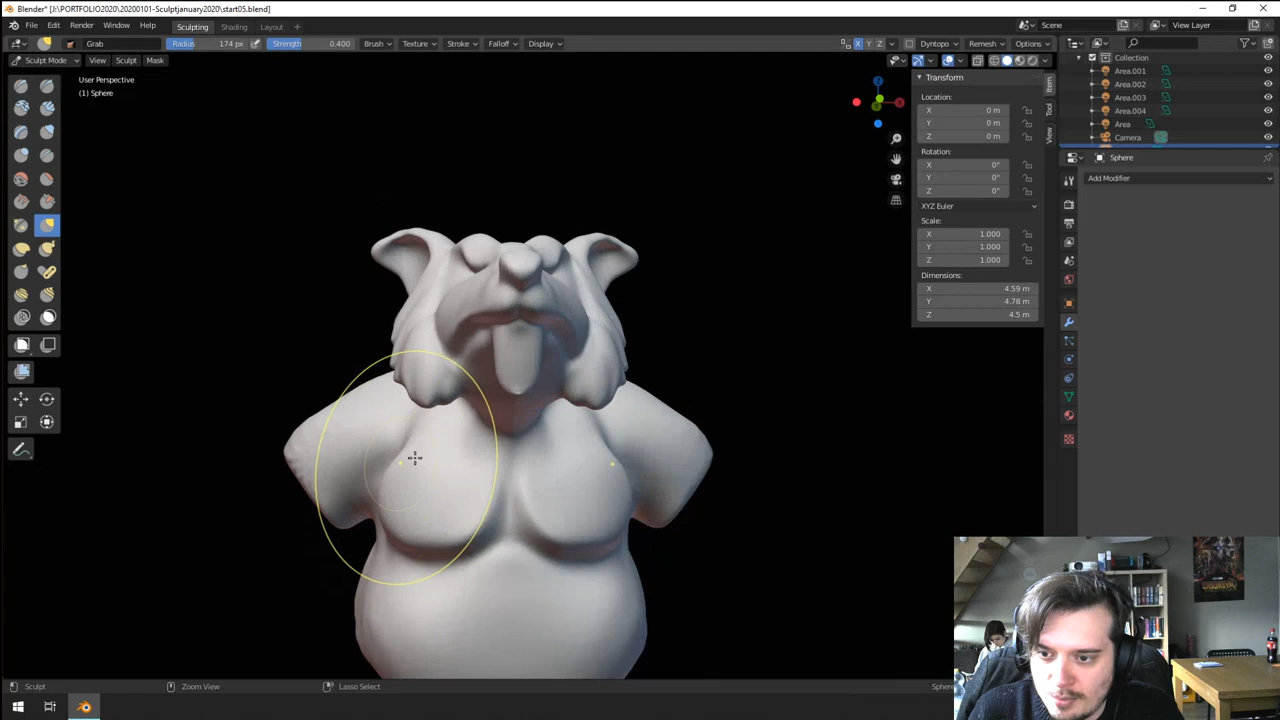 Blender* [J:\PORTFOLIO2020\20200101-Sculptjanuary2020\start05.blend]
File Edit Render Window Help Sculpting Shading Layout Scene View Layer
Grab Radius 174 px Strength 0.400 Brush Texture Stroke Falloff Display X Y Z Dyntopo Remesh Options
Sculpt Mode View Sculpt Mask
User Perspective
(1) Sphere
Transform
Location:
X 0 m
Y 0 m
Z 0 m
Rotation:
X 0°
Y 0°
Z 0°
XYZ Euler
Scale:
X 1.000
Y 1.000
Z 1.000
Dimensions:
X 4.59 m
Y 4.78 m
Z 4.5 m
Item
Tool
View
Collection
Area.001
Area.002
Area.003
Area.004
Area
Camera
Sphere
Add Modifier
Sculpt Zoom View Lasso Select